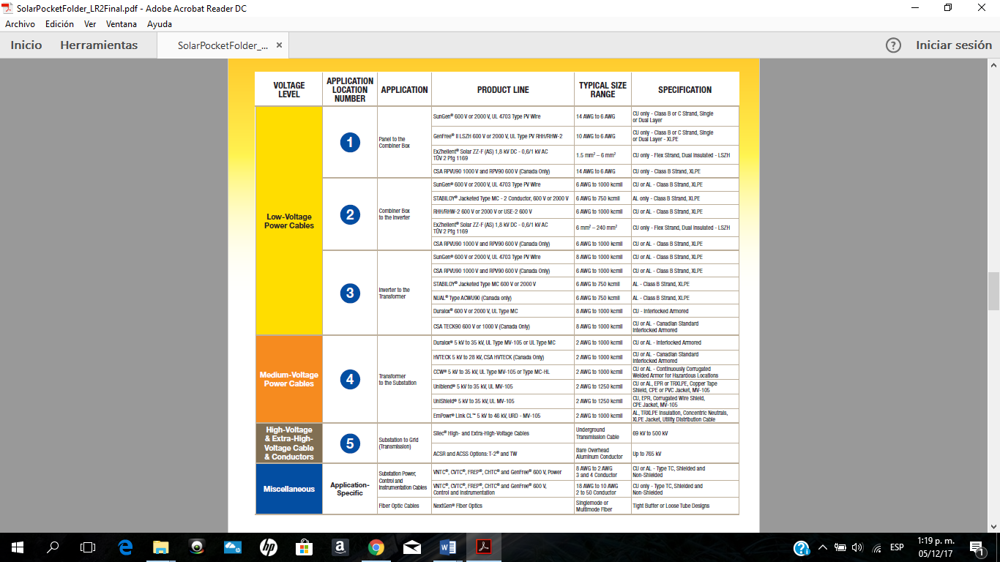 SolarPocketFolder_LR2Final.pdf - Adobe Acrobat Reader DC
Archivo Edición Ver Ventana Ayuda
Inicio Herramientas SolarPocketFolder_... × ? Iniciar sesión
VOLTAGE LEVEL
APPLICATION LOCATION NUMBER
APPLICATION
PRODUCT LINE
TYPICAL SIZE RANGE
SPECIFICATION
Low-Voltage
Power Cables
1
Panel to the
Combiner Box
SunGen® 600 V or 2000 V, UL 4703 Type PV Wire
14 AWG to 6 AWG
CU only - Class B or C Strand, Single
or Dual Layer
GenFree® II LSZH 600 V or 2000 V, UL Type PV RHH/RHW-2
10 AWG to 6 AWG
CU only - Class B or C Strand, Single
or Dual Layer - XLPE
ExZhellent® Solar ZZ-F (AS) 1,8 kV DC - 0,6/1 kV AC
TÜV 2 Pfg 1169
1.5 mm² – 6 mm²
CU only - Flex Strand, Dual Insulated - LSZH
CSA RPVU90 1000 V and RPV90 600 V (Canada Only)
14 AWG to 6 AWG
CU only - Class B Strand, XLPE
2
Combiner Box
to the Inverter
SunGen® 600 V or 2000 V, UL 4703 Type PV Wire
6 AWG to 1000 kcmil
CU or AL - Class B Strand, XLPE
STABILOY® Jacketed Type MC - 2 Conductor, 600 V or 2000 V
6 AWG to 750 kcmil
AL only - Class B Strand, XLPE
RHH/RHW-2 600 V or 2000 V or USE-2 600 V
6 AWG to 1000 kcmil
CU or AL - Class B Strand, XLPE
ExZhellent® Solar ZZ-F (AS) 1,8 kV DC - 0,6/1 kV AC
TÜV 2 Pfg 1169
6 mm² – 240 mm²
CU only - Flex Strand, Dual Insulated - LSZH
CSA RPVU90 1000 V and RPV90 600 V (Canada Only)
6 AWG to 1000 kcmil
CU or AL - Class B Strand, XLPE
3
Inverter to the
Transformer
SunGen® 600 V or 2000 V, UL 4703 Type PV Wire
8 AWG to 1000 kcmil
CU or AL - Class B Strand, XLPE
CSA RPVU90 1000 V and RPV90 600 V (Canada Only)
6 AWG to 1000 kcmil
CU or AL - Class B Strand, XLPE
STABILOY® Jacketed Type MC 600 V or 2000 V
6 AWG to 750 kcmil
AL - Class B Strand, XLPE
NUAL® Type ACWU90 (Canada only)
6 AWG to 750 kcmil
AL - Class B Strand, XLPE
Duralox® 600 V or 2000 V, UL Type MC
8 AWG to 1000 kcmil
CU - Interlocked Armored
CSA TECK90 600 V or 1000 V (Canada Only)
8 AWG to 1000 kcmil
CU or AL - Canadian Standard
Interlocked Armored
Medium-Voltage
Power Cables
4
Transformer
to the Substation
Duralox® 5 kV to 35 kV, UL Type MV-105 or UL Type MC
2 AWG to 1000 kcmil
CU or AL - Interlocked Armored
HVTECK 5 kV to 28 kV, CSA HVTECK (Canada Only)
2 AWG to 1000 kcmil
CU or AL - Canadian Standard
Interlocked Armored
CCW® 5 kV to 35 kV, UL Type MV-105 or Type MC-HL
2 AWG to 1000 kcmil
CU or AL - Continuously Corrugated
Welded Armor for Hazardous Locations
Uniblend® 5 kV to 35 kV, UL MV-105
2 AWG to 1250 kcmil
CU or AL, EPR or TRXLPE, Copper Tape
Shield, CPE or PVC Jacket, MV-105
UniShield® 5 kV to 35 kV, UL MV-105
2 AWG to 1250 kcmil
CU, EPR, Corrugated Wire Shield,
CPE Jacket, MV-105
EmPowr® Link CL™ 5 kV to 46 kV, URD - MV-105
2 AWG to 1000 kcmil
AL, TRXLPE Insulation, Concentric Neutrals,
XLPE Jacket, Utility Distribution Cable
High-Voltage
& Extra-High-
Voltage Cable
& Conductors
5
Substation to Grid
(Transmission)
Silec® High- and Extra-High-Voltage Cables
Underground
Transmission Cable
69 kV to 500 kV
ACSR and ACSS Options: T-2® and TW
Bare Overhead
Aluminum Conductor
Up to 765 kV
Miscellaneous
Application-
Specific
Substation Power,
Control and
Instrumentation Cables
VNTC®, CVTC®, FREP®, CHTC® and GenFree® 600 V, Power
8 AWG to 2 AWG
3 and 4 Conductor
CU or AL - Type TC, Shielded and
Non-Shielded
VNTC®, CVTC®, FREP®, CHTC® and GenFree® 600 V,
Control and Instrumentation
18 AWG to 10 AWG
2 to 50 Conductor
CU only - Type TC, Shielded and
Non-Shielded
Fiber Optic Cables
NextGen® Fiber Optics
Singlemode or
Multimode Fiber
Tight Buffer or Loose Tube Designs
ESP
1:19 p. m.
05/12/17
1